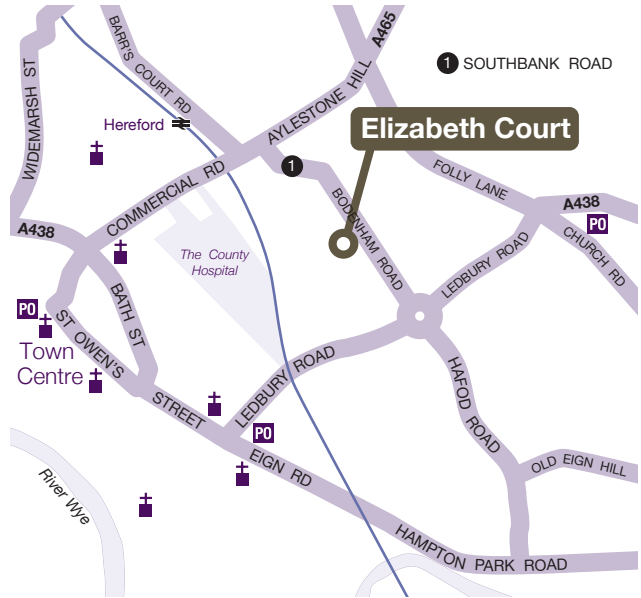 A465
BARR'S COURT RD
WIDEMARSH ST
AYLESTONE HILL
1 SOUTHBANK ROAD
Hereford
Elizabeth Court
COMMERCIAL RD
1
FOLLY LANE
BODENHAM ROAD
A438
A438
PO
CHURCH RD
LEDBURY ROAD
The County
Hospital
BATH ST
PO
ST OWEN'S
STREET
Town
Centre
LEDBURY ROAD
HAFOD ROAD
PO
EIGN RD
OLD EIGN HILL
River Wye
HAMPTON PARK ROAD